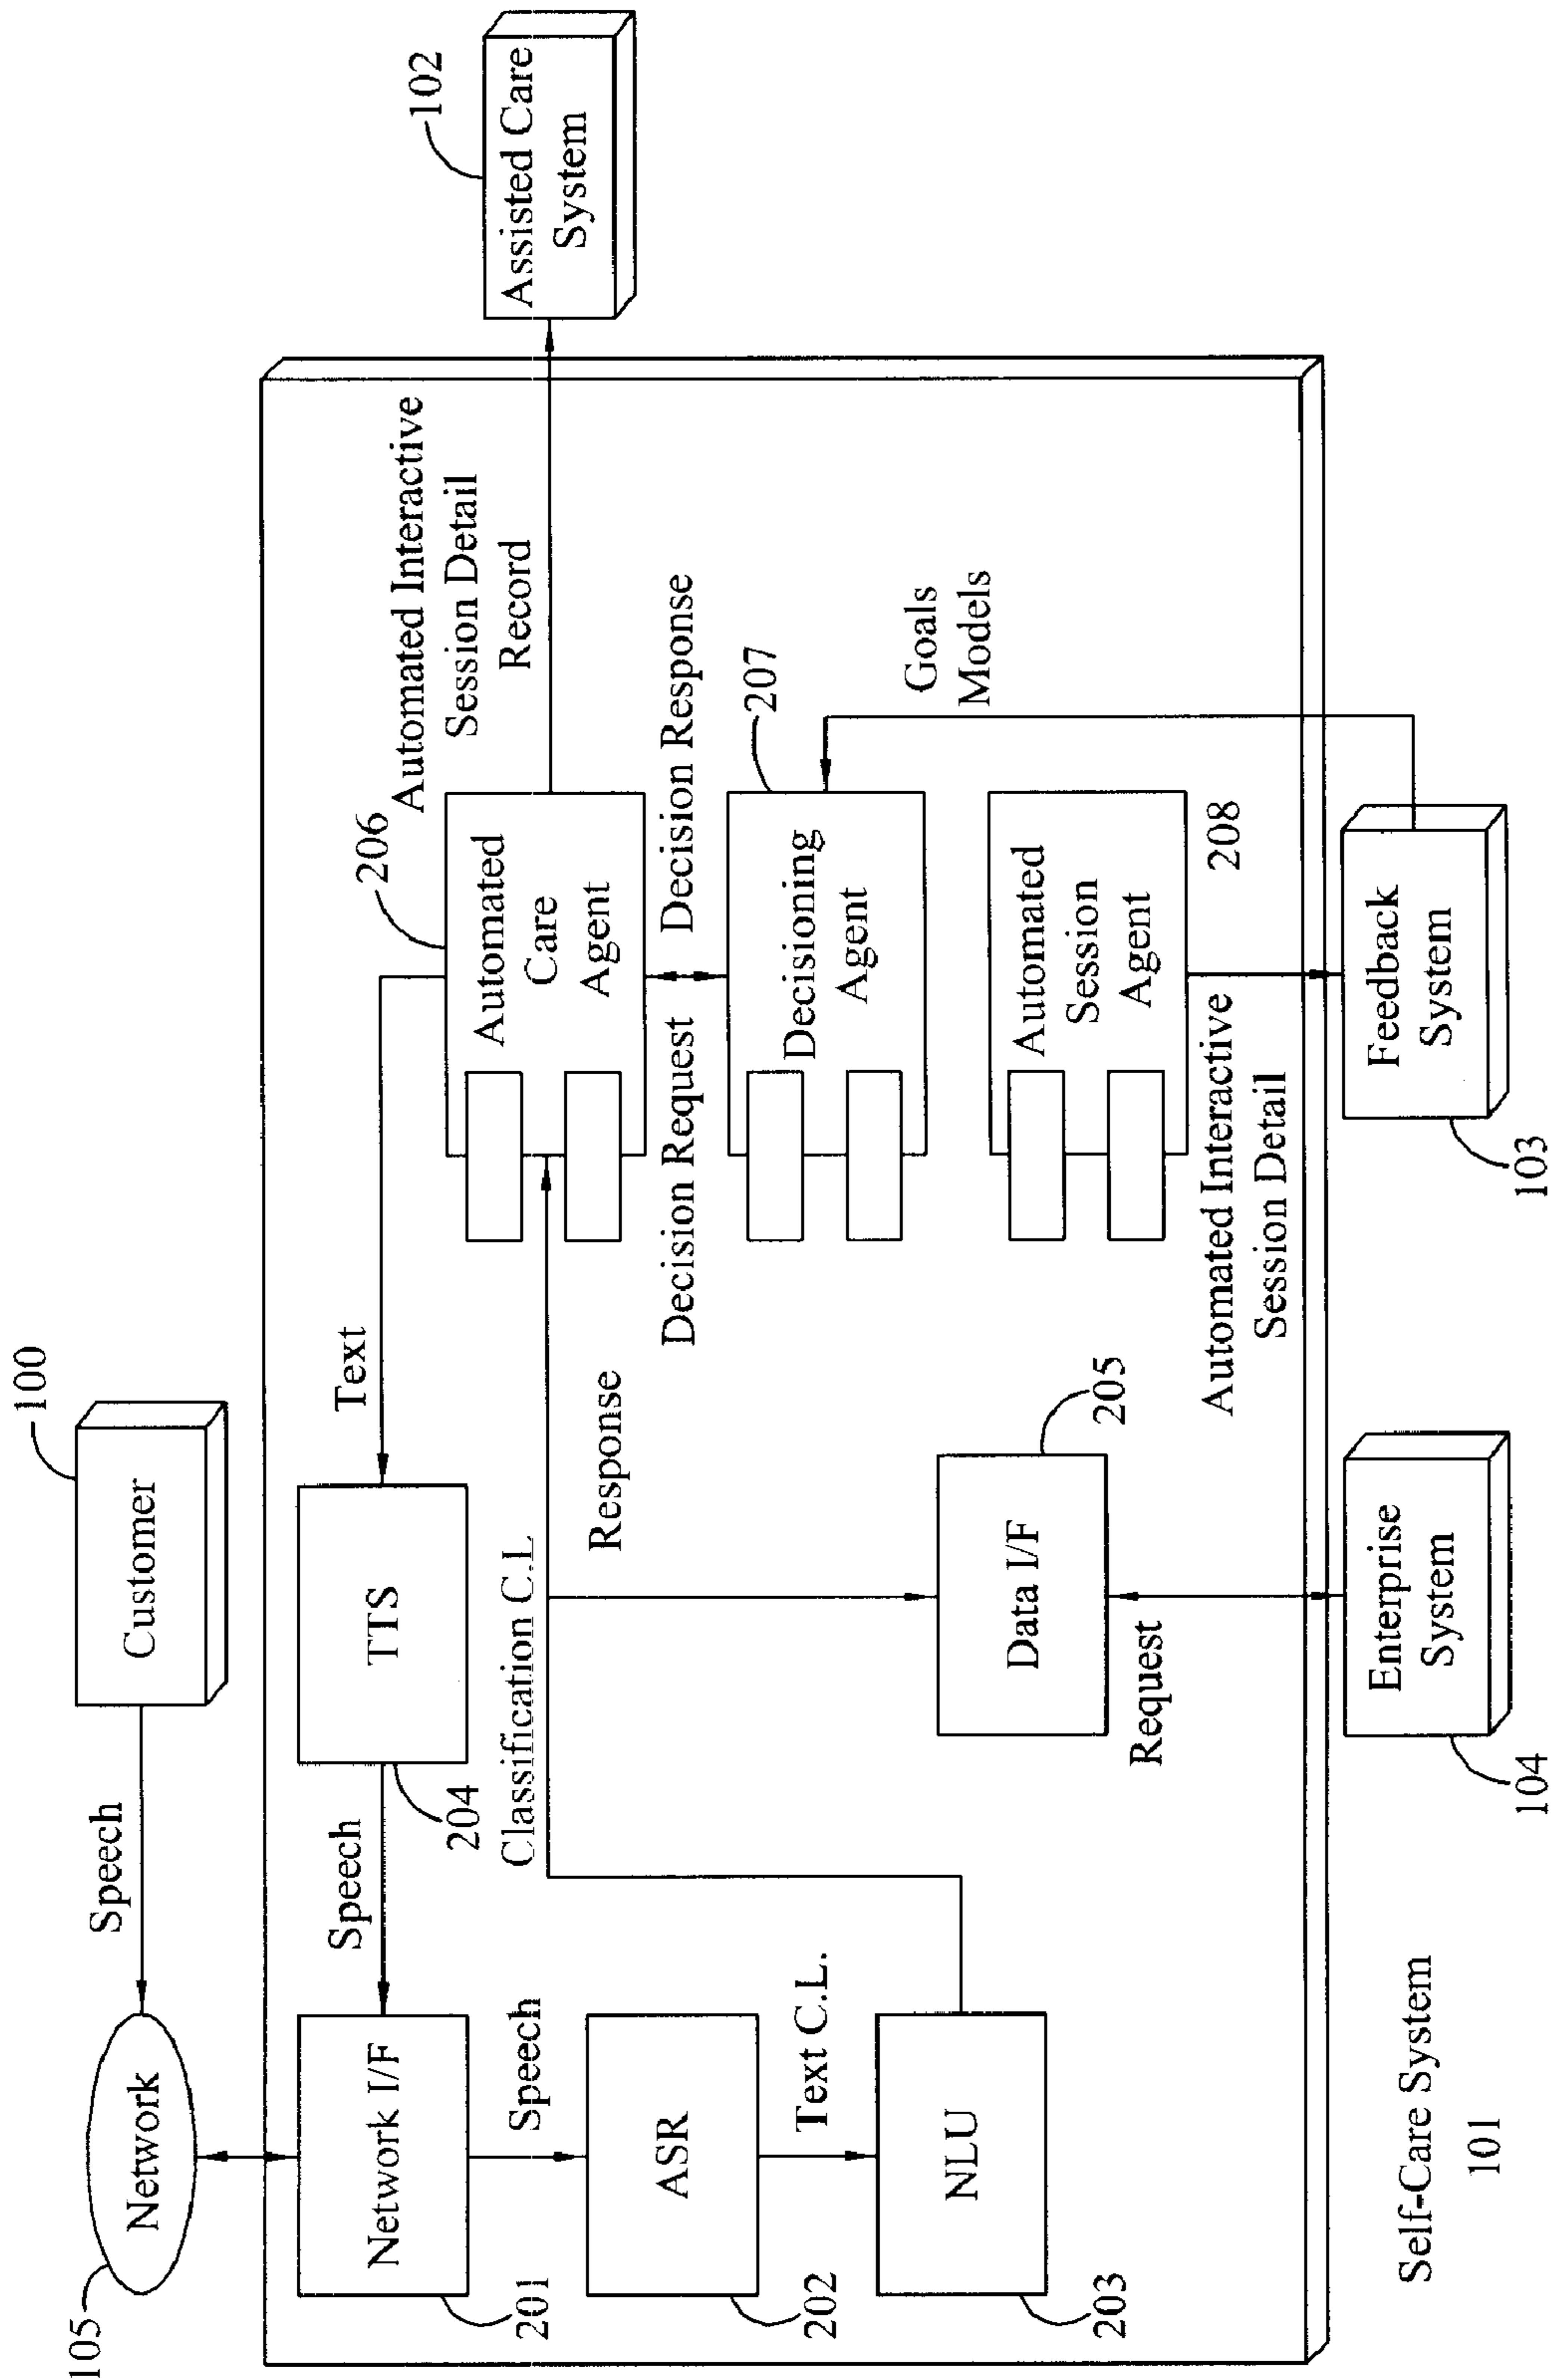 100
Customer
Speech
105
Network
102
Assisted Care
System
Network I/F
201
Speech
TTS
204
Text
206
Automated
Care
Agent
Automated Interactive
Session Detail
Record
Speech
ASR
202
Classification C.L
Response
Decision Request
Decision Response
Text C.L.
NLU
203
Data I/F
205
Request
207
Decisioning
Agent
Goals
Models
Automated
Session
Agent
208
Automated Interactive
Session Detail
Self-Care System
101
Enterprise
System
104
Feedback
System
103